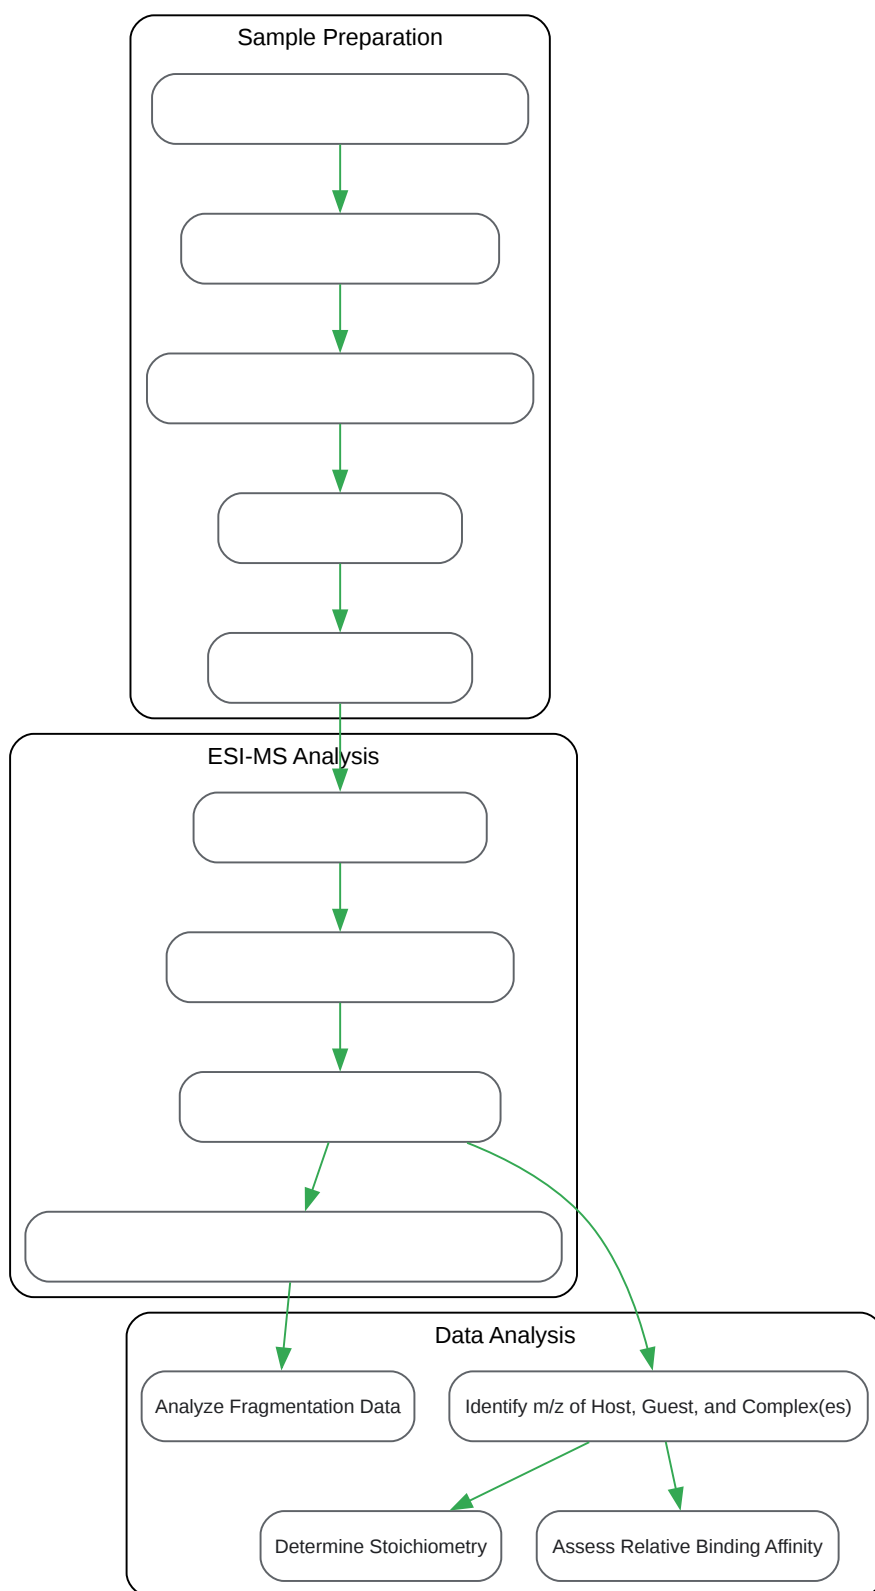 Sample Preparation
ESI-MS Analysis
Data Analysis
Analyze Fragmentation Data
Identify m/z of Host, Guest, and Complex(es)
Determine Stoichiometry
Assess Relative Binding Affinity